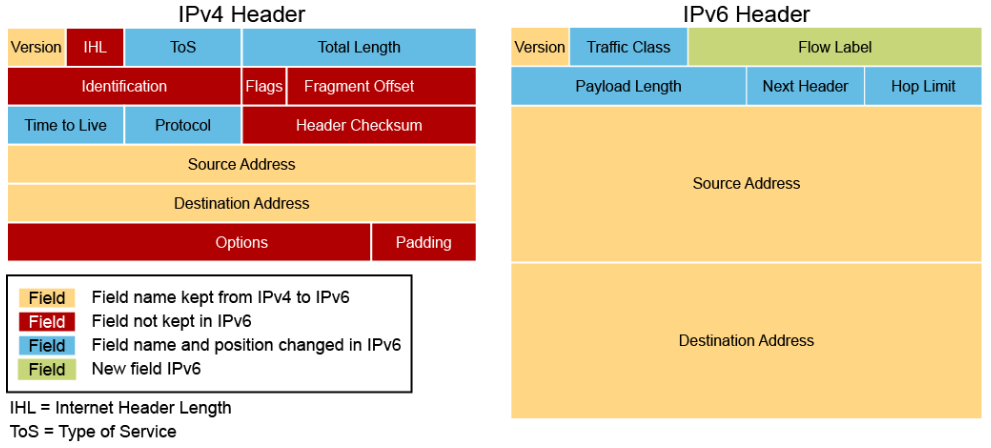 IPv4 Header
Version IHL ToS Total Length
Identification Flags Fragment Offset
Time to Live Protocol Header Checksum
Source Address
Destination Address
Options Padding
Field Field name kept from IPv4 to IPv6
Field Field not kept in IPv6
Field Field name and position changed in IPv6
Field New field IPv6
IHL = Internet Header Length
ToS = Type of Service
IPv6 Header
Version Traffic Class Flow Label
Payload Length Next Header Hop Limit
Source Address
Destination Address